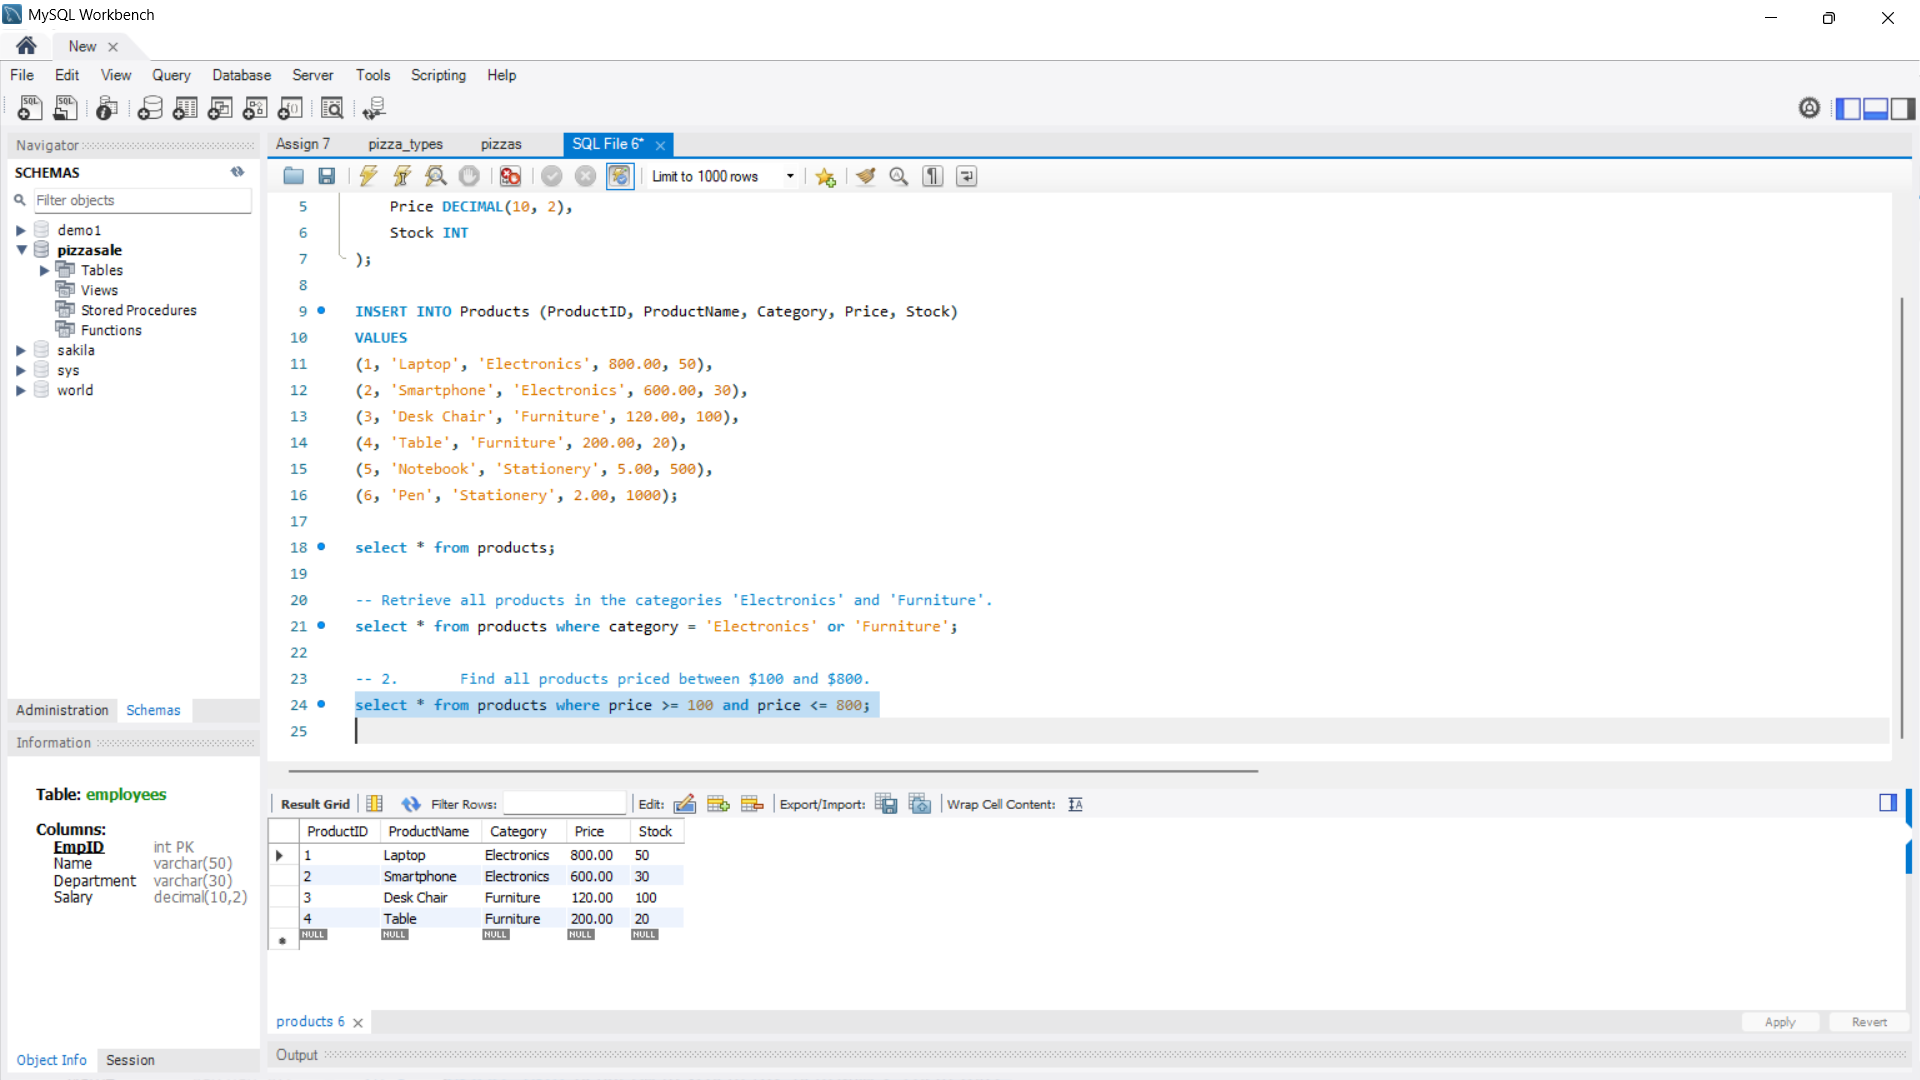 MySQL Workbench
New
File Edit View Query Database Server Tools Scripting Help
Navigator
SCHEMAS
Filter objects
demo1
pizzasale
Tables
Views
Stored Procedures
Functions
sakila
sys
world
Administration Schemas
Information
Table: employees
Columns:
EmpID int PK
Name varchar(50)
Department varchar(30)
Salary decimal(10,2)
Object Info Session
Assign 7 pizza_types pizzas SQL File 6*
Limit to 1000 rows
5 Price DECIMAL(10, 2),
6 Stock INT
7 );
8
9 INSERT INTO Products (ProductID, ProductName, Category, Price, Stock)
10 VALUES
11 (1, 'Laptop', 'Electronics', 800.00, 50),
12 (2, 'Smartphone', 'Electronics', 600.00, 30),
13 (3, 'Desk Chair', 'Furniture', 120.00, 100),
14 (4, 'Table', 'Furniture', 200.00, 20),
15 (5, 'Notebook', 'Stationery', 5.00, 500),
16 (6, 'Pen', 'Stationery', 2.00, 1000);
17
18 select * from products;
19
20 -- Retrieve all products in the categories 'Electronics' and 'Furniture'.
21 select * from products where category = 'Electronics' or 'Furniture';
22
23 -- 2. Find all products priced between $100 and $800.
24 select * from products where price >= 100 and price <= 800;
25
Result Grid Filter Rows: Edit: Export/Import: Wrap Cell Content:
ProductID ProductName Category Price Stock
1 Laptop Electronics 800.00 50
2 Smartphone Electronics 600.00 30
3 Desk Chair Furniture 120.00 100
4 Table Furniture 200.00 20
NULL NULL NULL NULL NULL
products 6
Apply Revert
Output